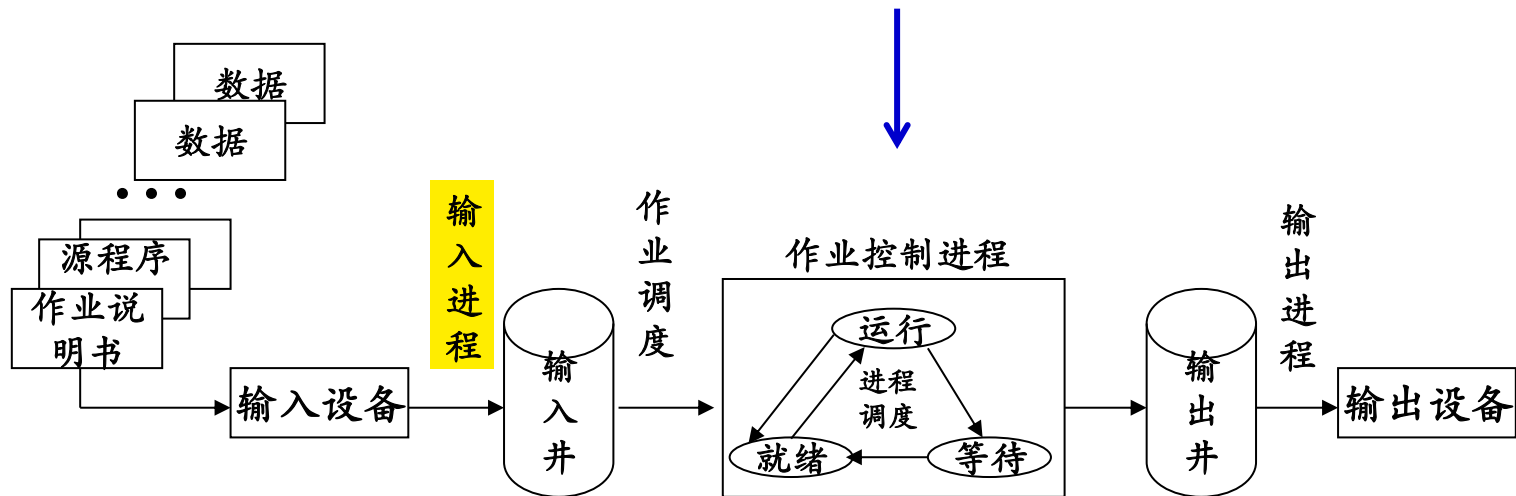 数据
数据
• • •
源程序
作业说
明书
输入设备
输入进程
输入井
作业调度
作业控制进程
运行
进程
调度
就绪
等待
输出井
输出进程
输出设备